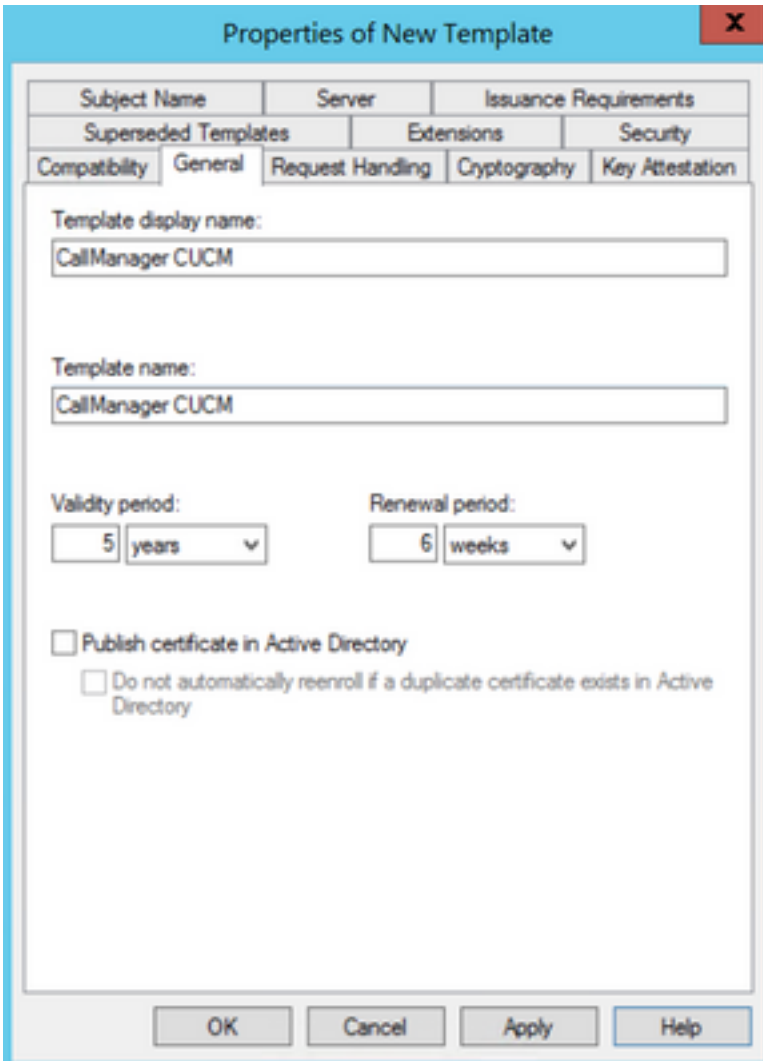 Properties of New Template
x
Subject Name Server Issuance Requirements
Superseded Templates Extensions Security
Compatibility General Request Handling Cryptography Key Attestation
Template display name:
CallManager CUCM
Template name:
CallManager CUCM
Validity period: Renewal period:
5 years 6 weeks
Publish certificate in Active Directory
Do not automatically reenroll if a duplicate certificate exists in Active
Directory
OK Cancel Apply Help